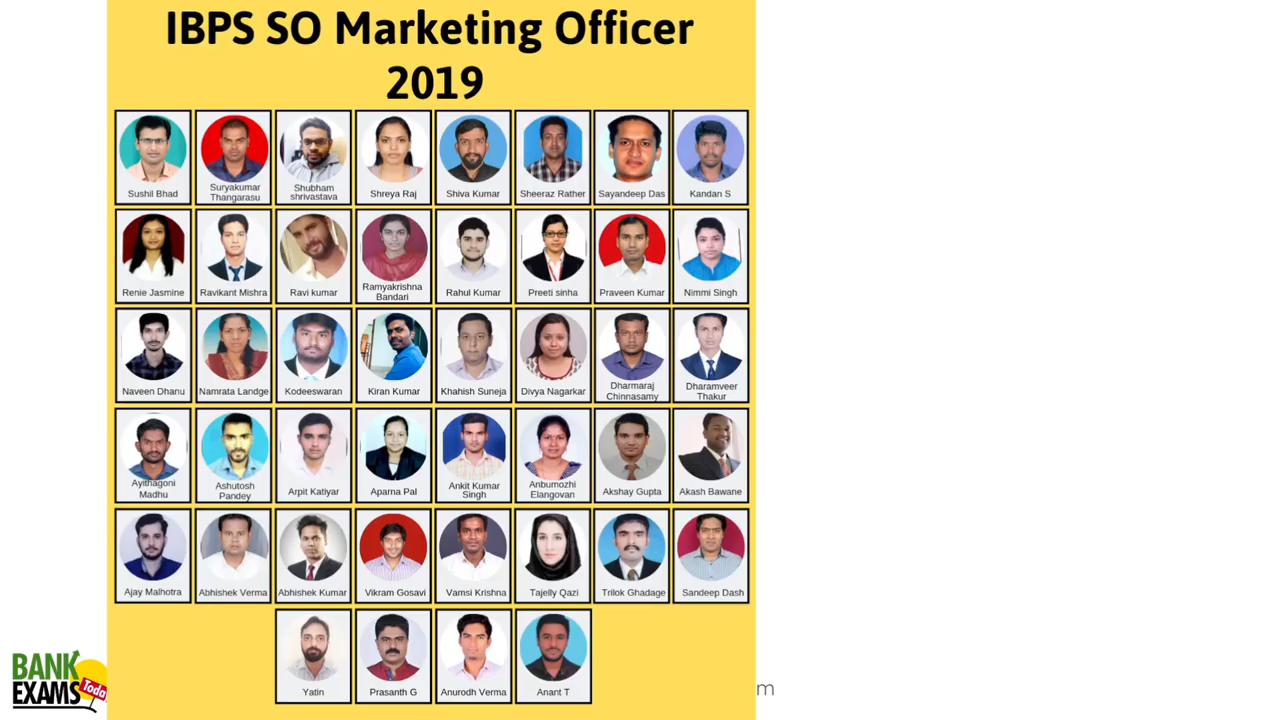 IBPS SO Marketing Officer
2019
Sushil Bhad
Suryakumar
Thangarasu
Shubham
shrivastava
Shreya Raj
Shiva Kumar
Sheeraz Rather
Sayandeep Das
Kandan S
Renie Jasmine
Ravikant Mishra
Ravi kumar
Ramyakrishna
Bandari
Rahul Kumar
Preeti sinha
Praveen Kumar
Nimmi Singh
Naveen Dhanu
Namrata Landge
Kodeeswaran
Kiran Kumar
Khahish Suneja
Divya Nagarkar
Dharmaraj
Chinnasamy
Dharamveer
Thakur
Ayithagoni
Madhu
Ashutosh
Pandey
Arpit Katiyar
Aparna Pal
Ankit Kumar
Singh
Anbumozhi
Elangovan
Akshay Gupta
Akash Bawane
Ajay Malhotra
Abhishek Verma
Abhishek Kumar
Vikram Gosavi
Vamsi Krishna
Tajelly Qazi
Trilok Ghadage
Sandeep Dash
Yatin
Prasanth G
Anurodh Verma
Anant T
BANK
EXAMS Toda
m